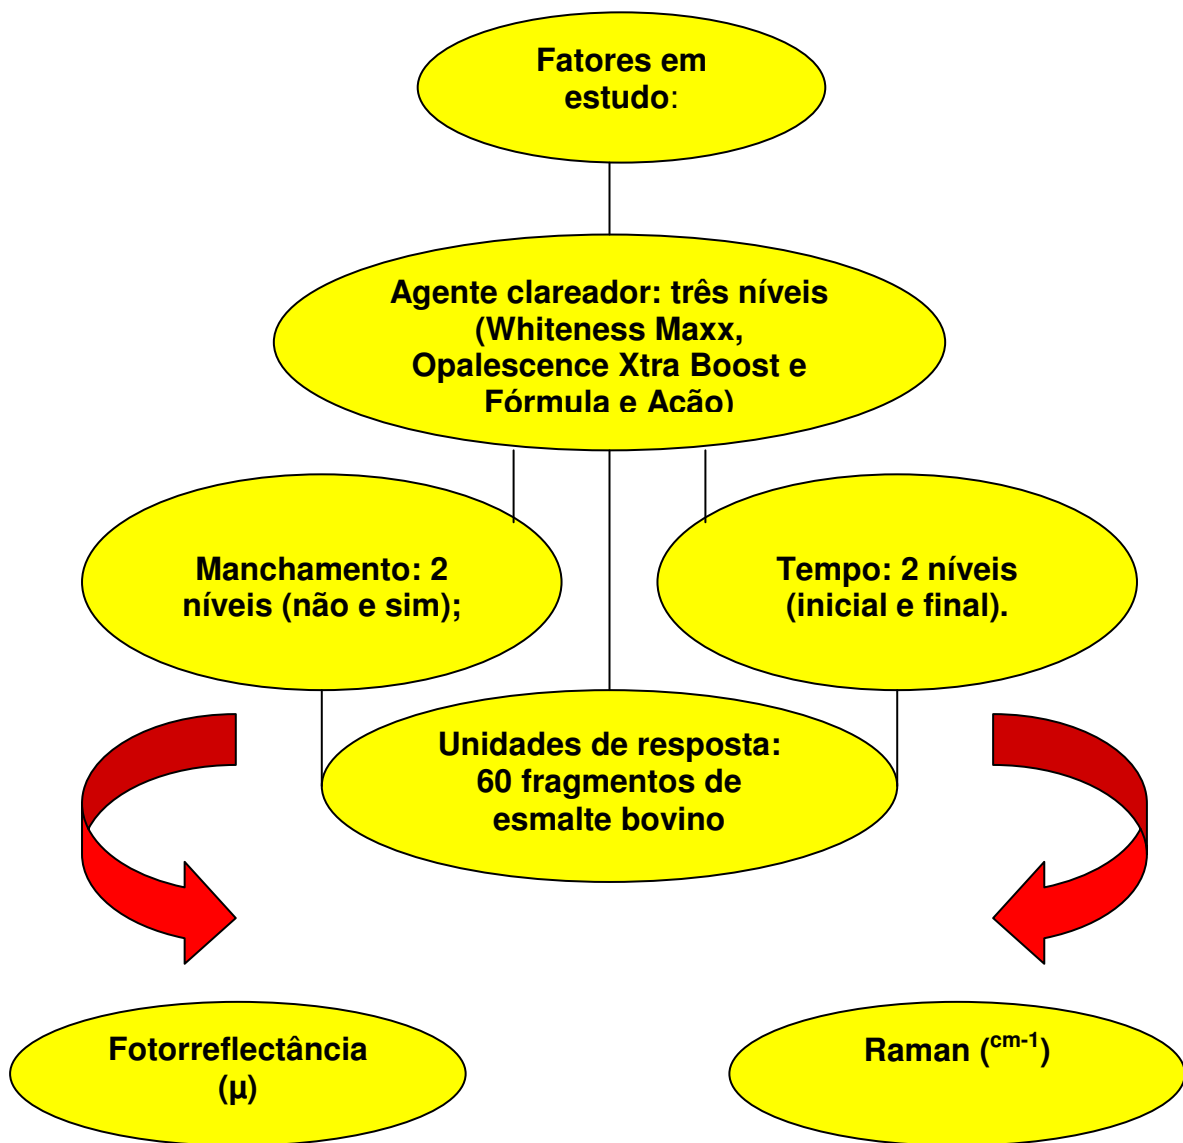 Fatores em
estudo:
Agente clareador: três níveis
(Whiteness Maxx,
Opalescence Xtra Boost e
Fórmula e Ação)
Manchamento: 2
níveis (não e sim);
Tempo: 2 níveis
(inicial e final).
Unidades de resposta:
60 fragmentos de
esmalte bovino
Fotorreflectância
(µ)
Raman (cm-1)